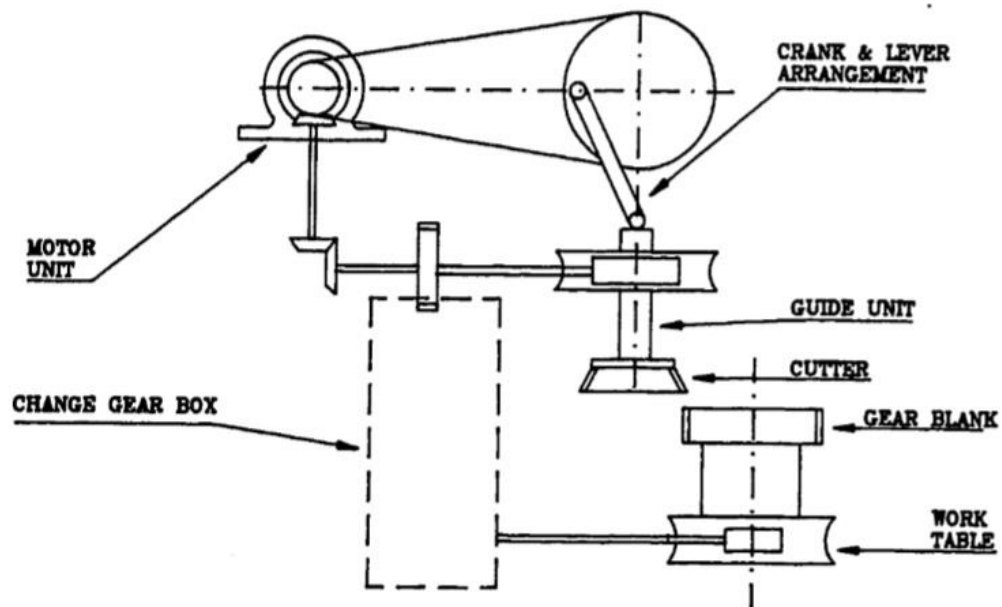 CRANK & LEVER
ARRANGEMENT
MOTOR
UNIT
GUIDE UNIT
CUTTER
CHANGE GEAR BOX
GEAR BLANK
WORK
TABLE